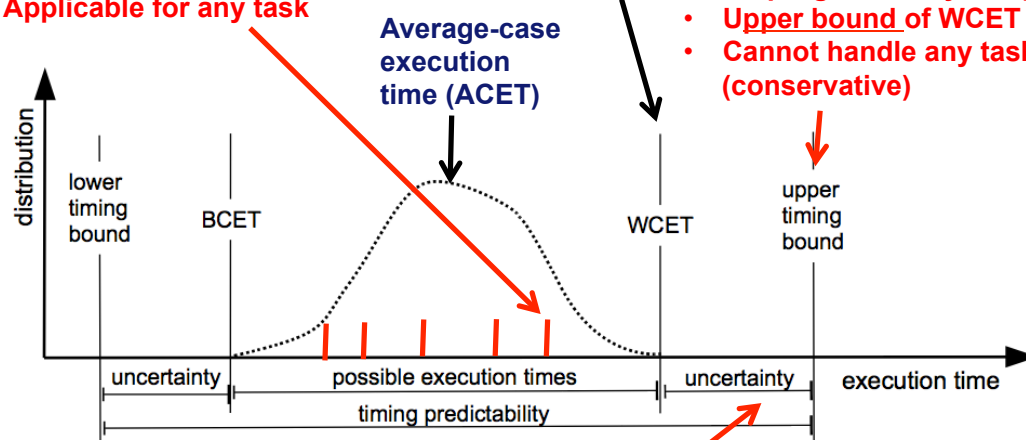 Applicable for any task
Average-case
execution
time (ACET)
• Upper bound of WCET
• Cannot handle any task
(conservative)
distribution
lower
timing
bound
BCET
WCET
upper
timing
bound
uncertainty
possible execution times
uncertainty
execution time
timing predictability